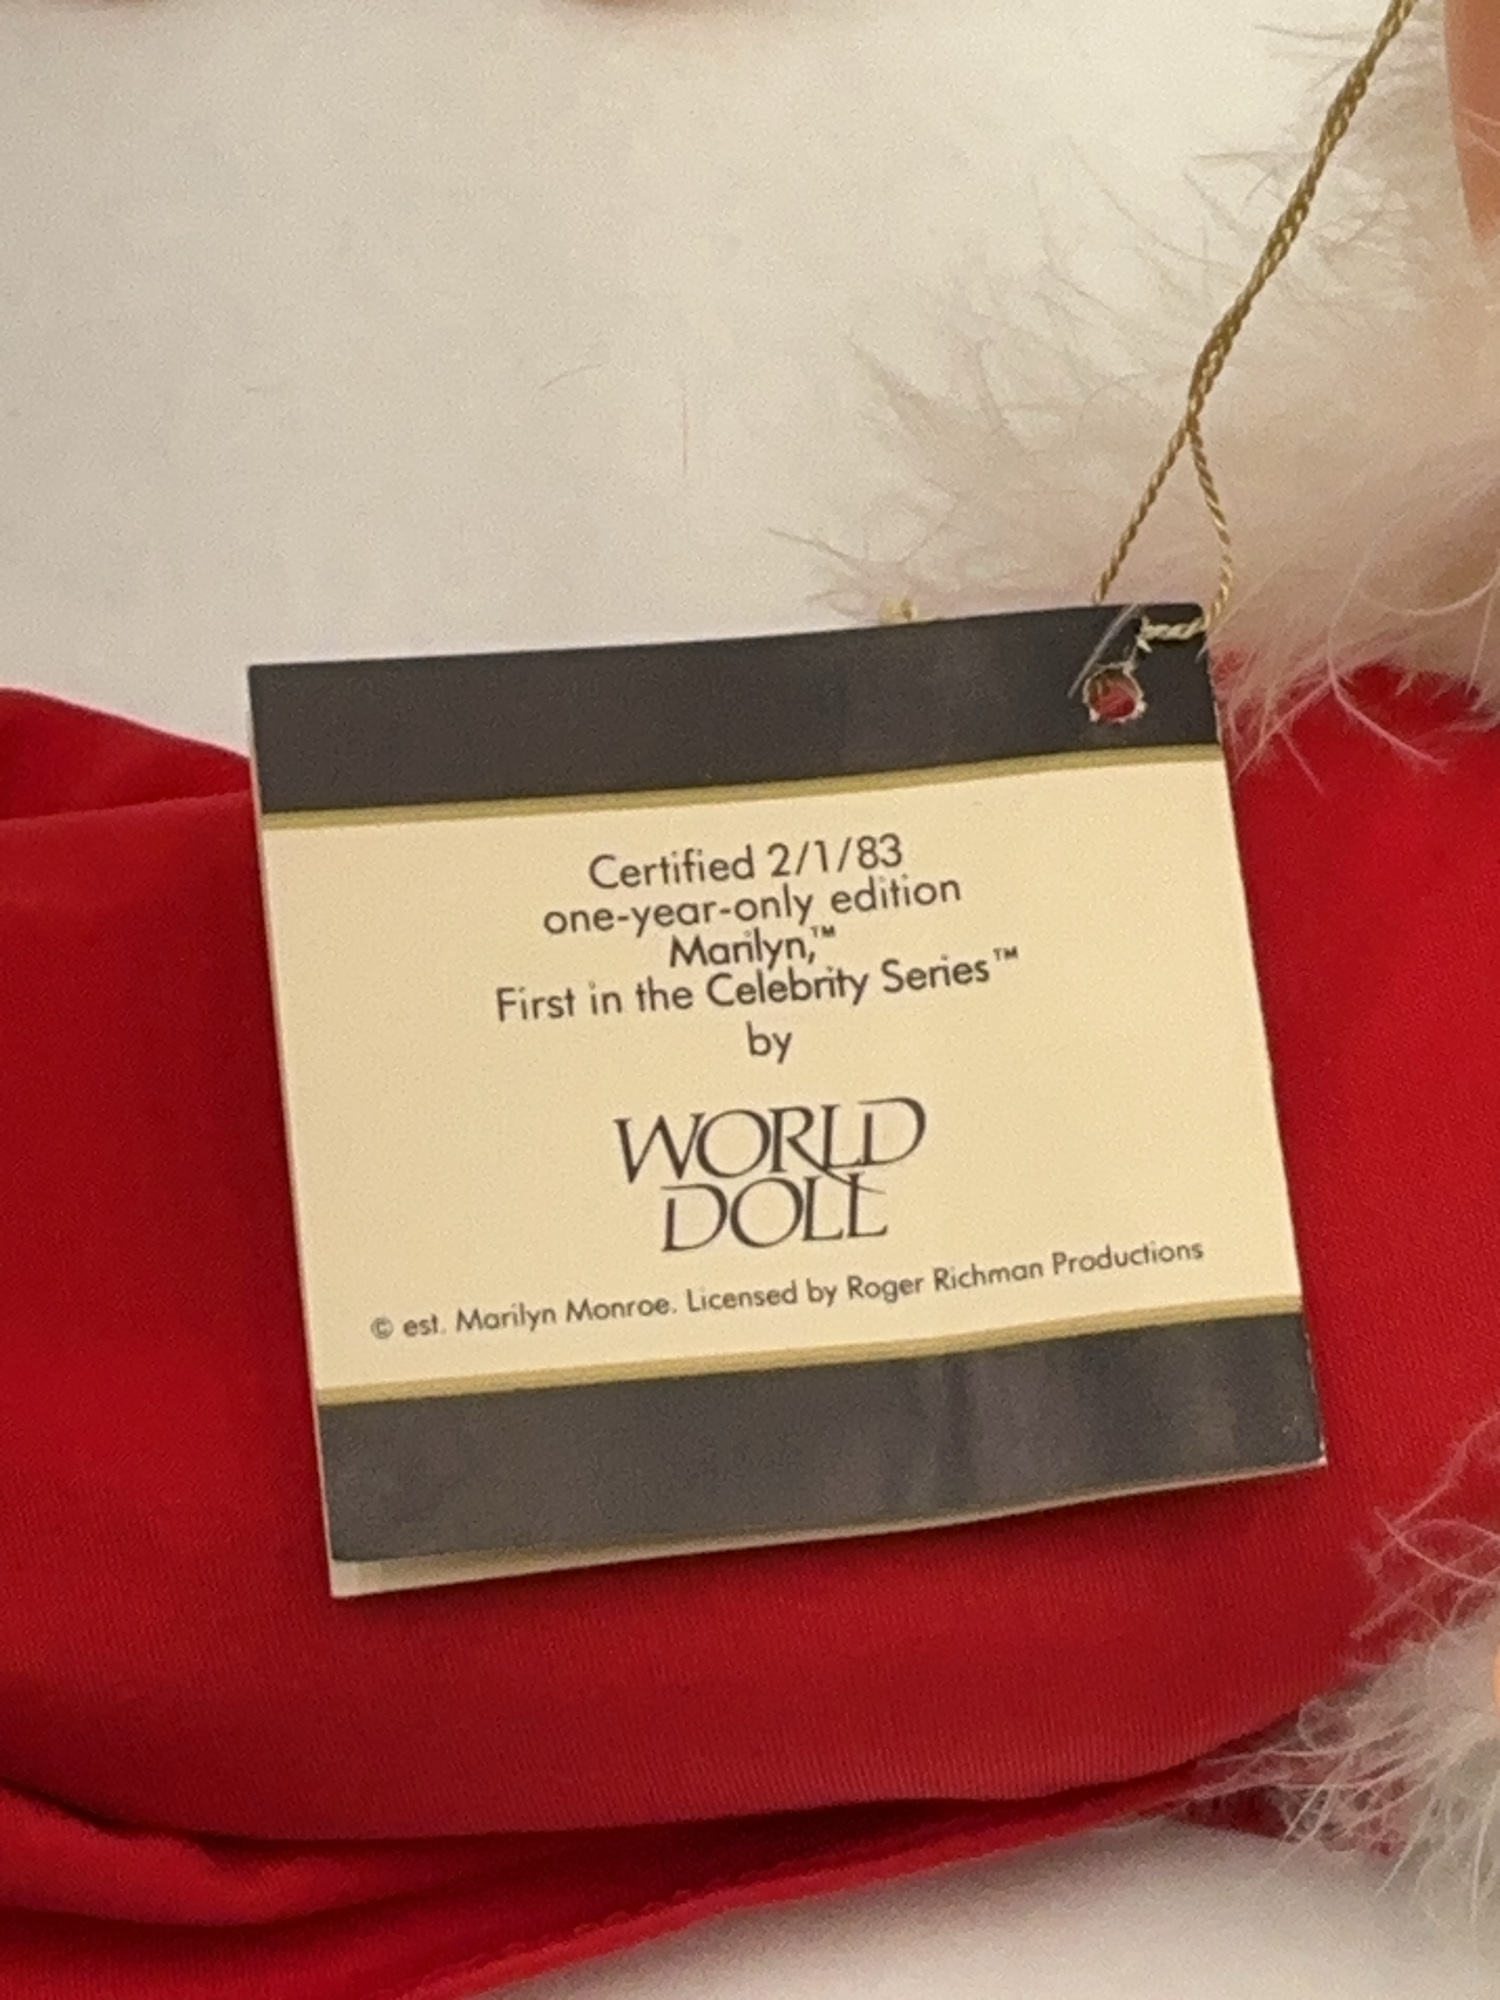 Certified 2/1/83
one-year-only edition
Marilyn,™
First in the Celebrity Series™
by
WORLD
DOLL
© est. Marilyn Monroe. Licensed by Roger Richman Productions